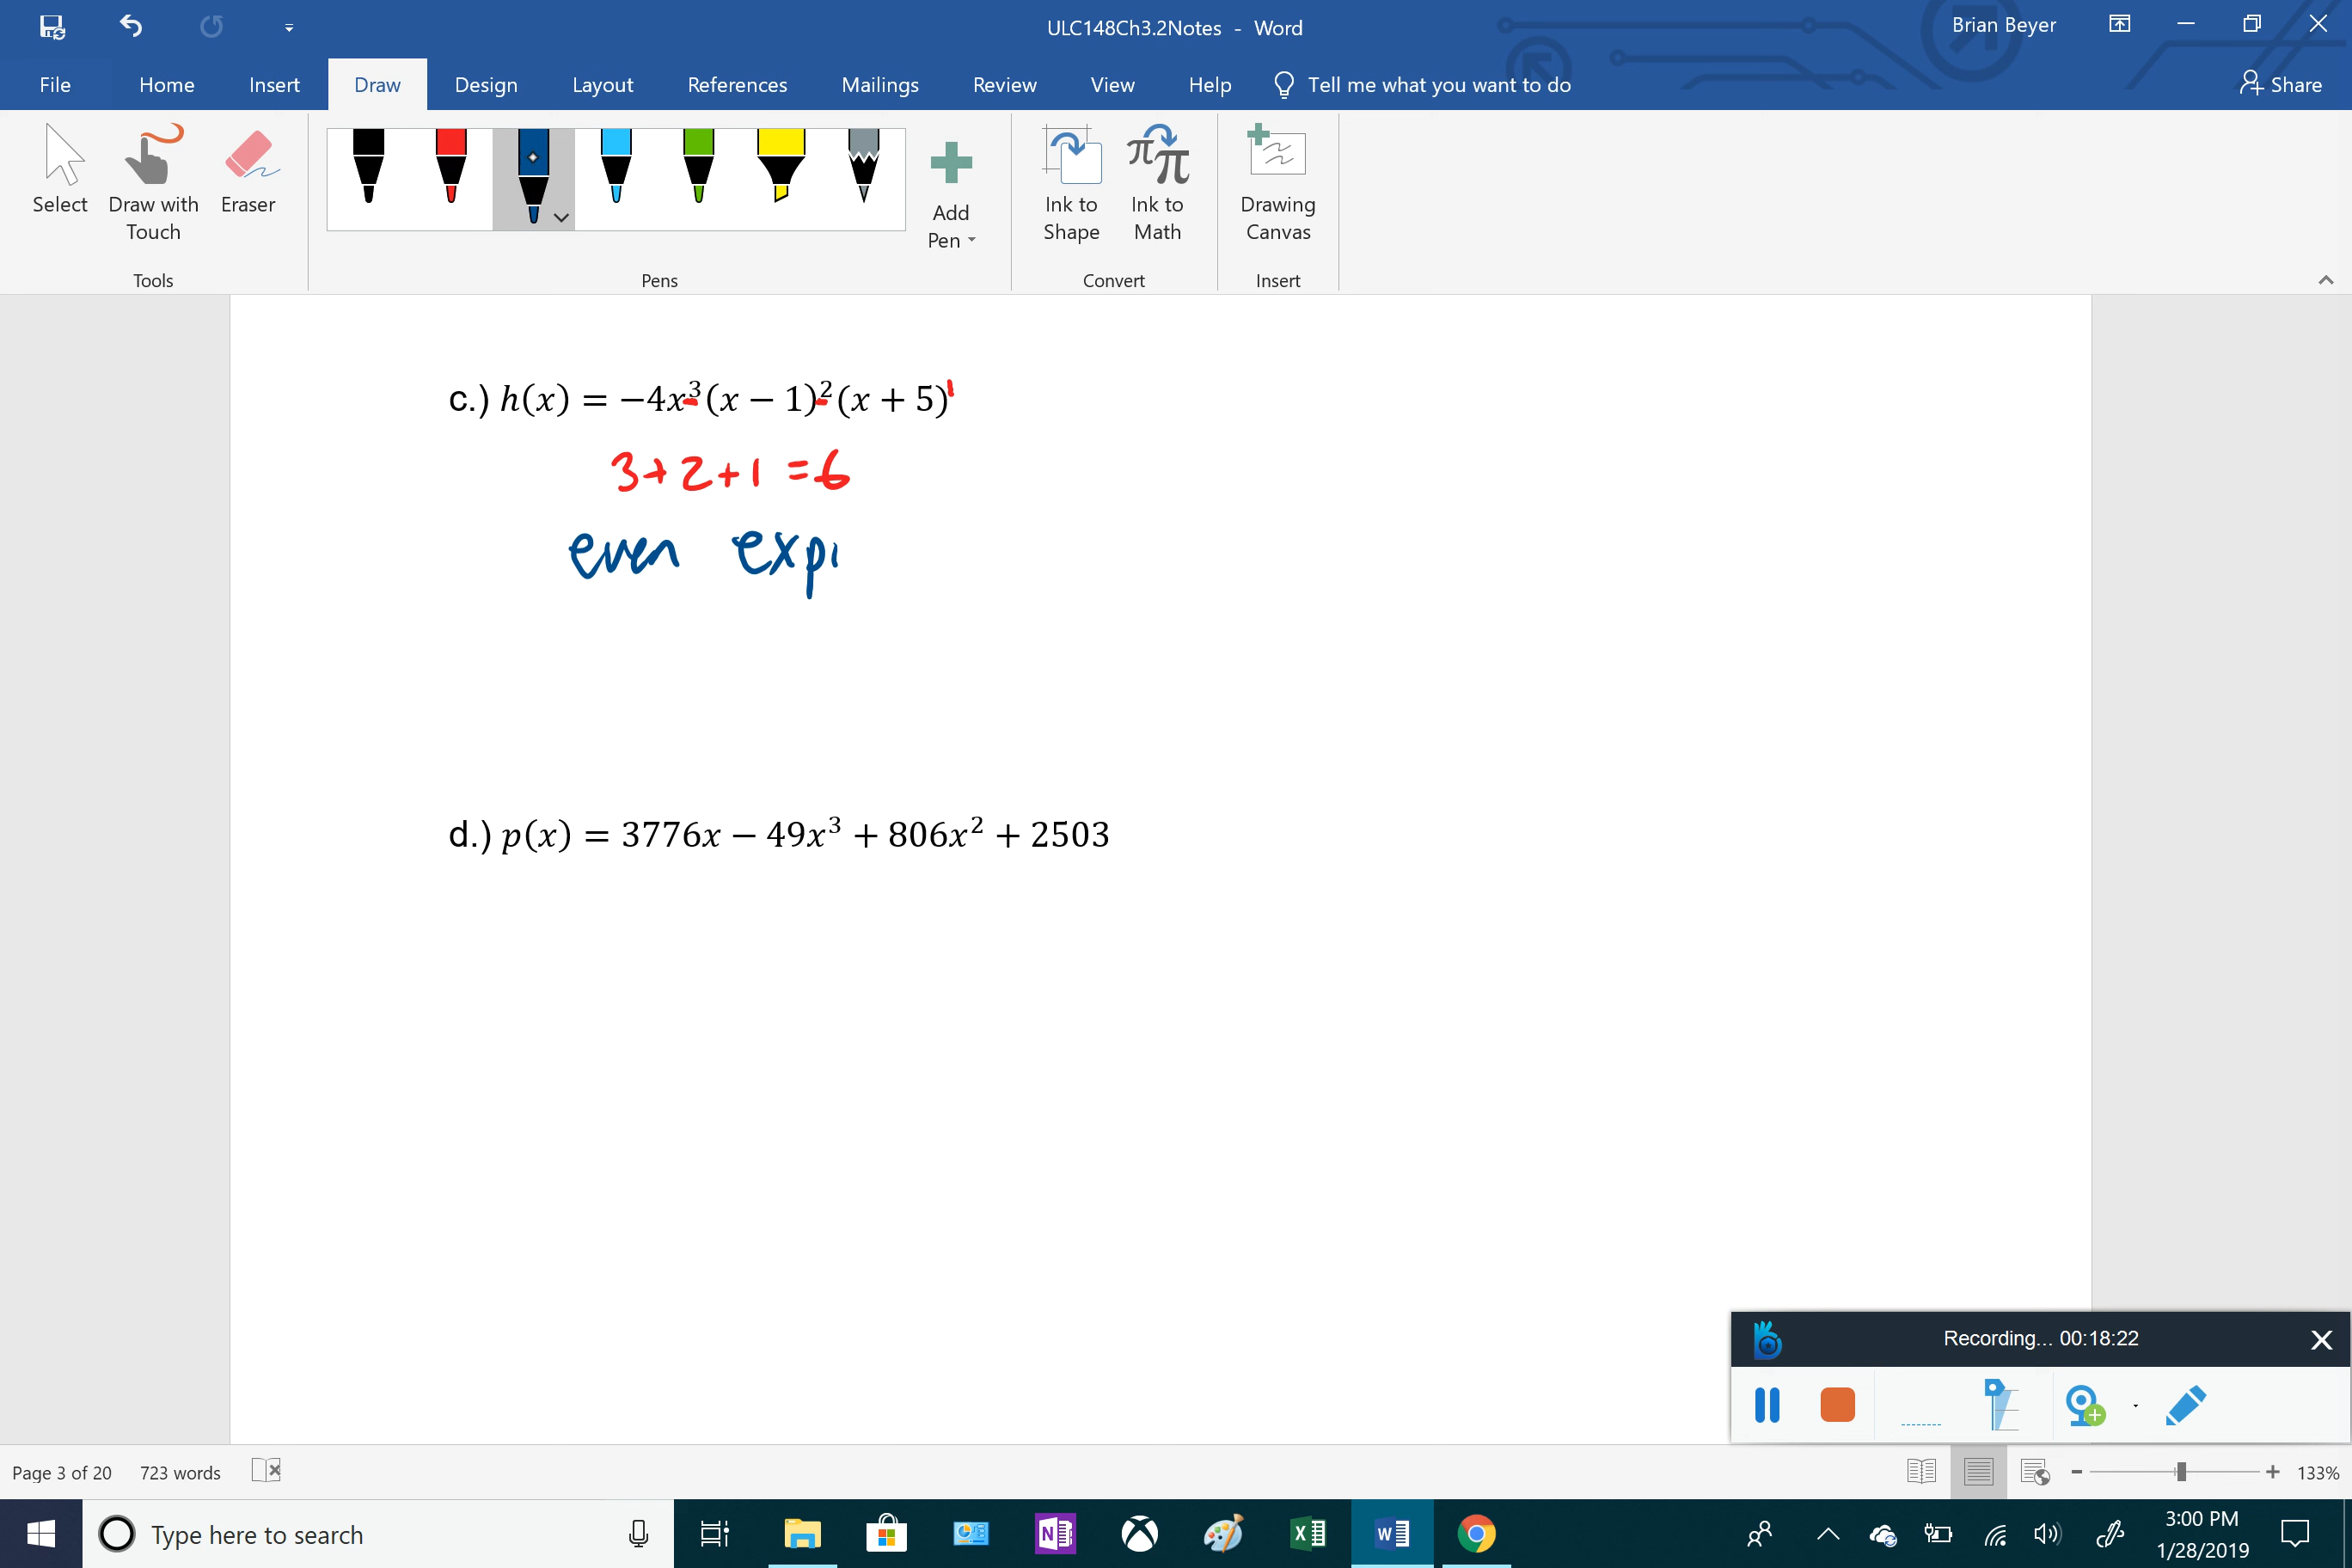 ULC148Ch3.2Notes - Word
Brian Beyer
File Home Insert Draw Design Layout References Mailings Review View Help Tell me what you want to do Share
Select
Draw with Touch
Eraser
Add Pen
Ink to Shape
Ink to Math
Drawing Canvas
Tools Pens Convert Insert
c.) h(x) = −4x³(x − 1)²(x + 5)¹
3+2+1 =6
even exp
d.) p(x) = 3776x − 49x³ + 806x² + 2503
Recording... 00:18:22
Page 3 of 20 723 words 133%
Type here to search
3:00 PM
1/28/2019